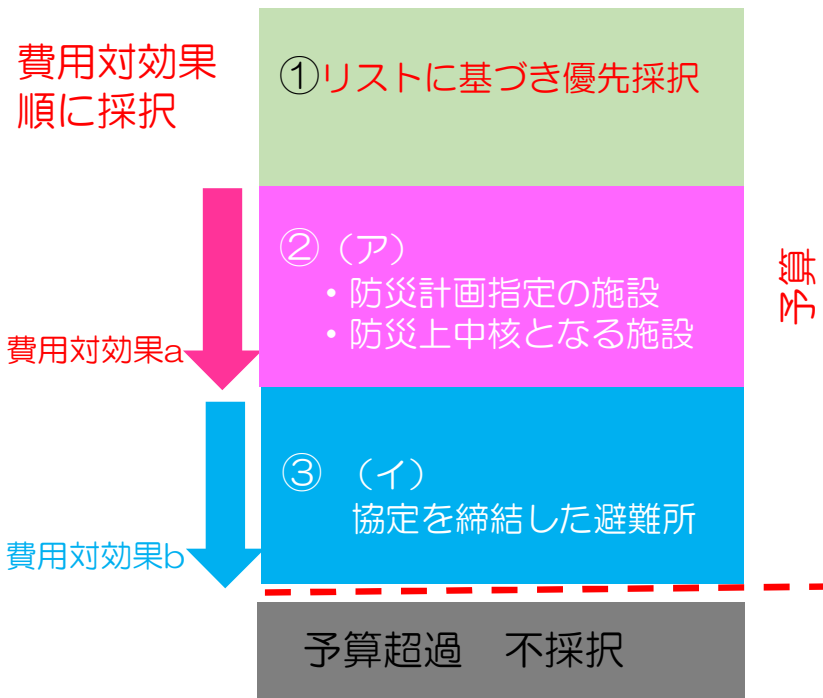 費用対効果
順に採択
①リストに基づき優先採択
②（ア）
・防災計画指定の施設
・防災上中核となる施設
予算
費用対効果a
③ （イ）
協定を締結した避難所
費用対効果b
予算超過　不採択